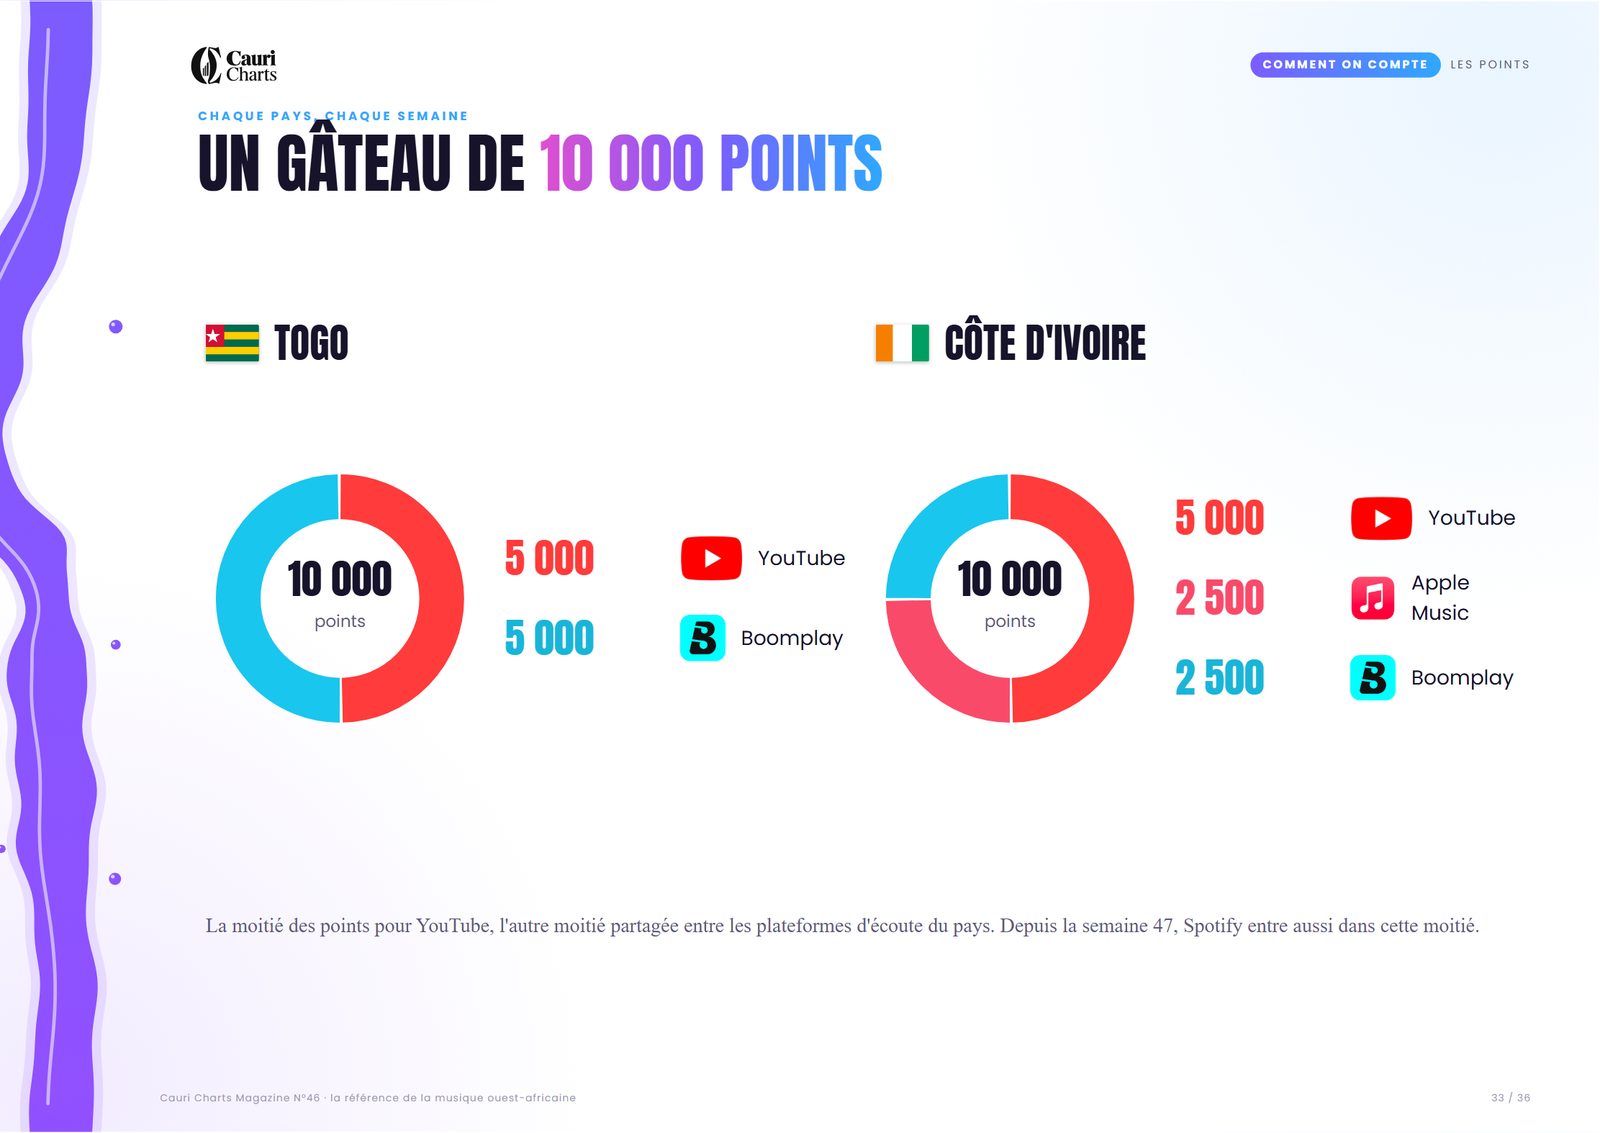 Cauri
Charts
COMMENT ON COMPTE LES POINTS
CHAQUE PAYS, CHAQUE SEMAINE
UN GÂTEAU DE 10 000 POINTS
TOGO
10 000
points
5 000 YouTube
5 000 Boomplay
CÔTE D'IVOIRE
10 000
points
5 000 YouTube
2 500 Apple
Music
2 500 Boomplay
La moitié des points pour YouTube, l'autre moitié partagée entre les plateformes d'écoute du pays. Depuis la semaine 47, Spotify entre aussi dans cette moitié.
Cauri Charts Magazine N°46 · la référence de la musique ouest-africaine
33 / 36